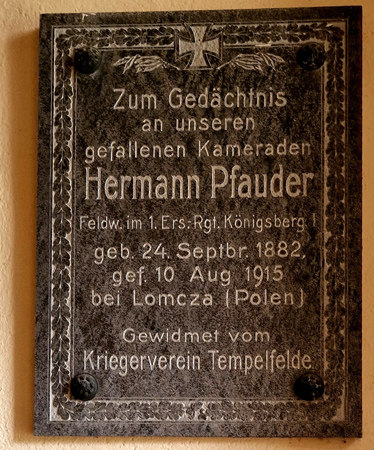 Zum Gedächtnis
an unseren
gefallenen Kameraden
Hermann Pfauder
Feldw. im 1. Ers.-Rgt. Königsberg 1
geb. 24. Septbr. 1882,
gef. 10 Aug 1915
bei Lomcza (Polen)
Gewidmet vom
Kriegerverein Tempelfelde